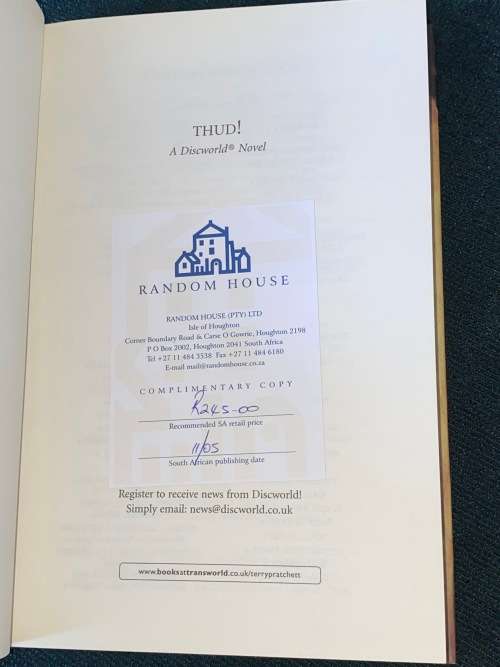 THUD!
A Discworld® Novel
RANDOM HOUSE
RANDOM HOUSE (PTY) LTD
Isle of Houghton
Corner Boundary Road & Carse O Gowrie, Houghton 2198
P O Box 2002, Houghton 2041 South Africa
Tel +27 11 484 3538 Fax +27 11 484 6180
E-mail mail@randomhouse.co.za
COMPLIMENTARY COPY
R245-00
Recommended SA retail price
11/05
South African publishing date
Register to receive news from Discworld!
Simply email: news@discworld.co.uk
www.booksattransworld.co.uk/terrypratchett